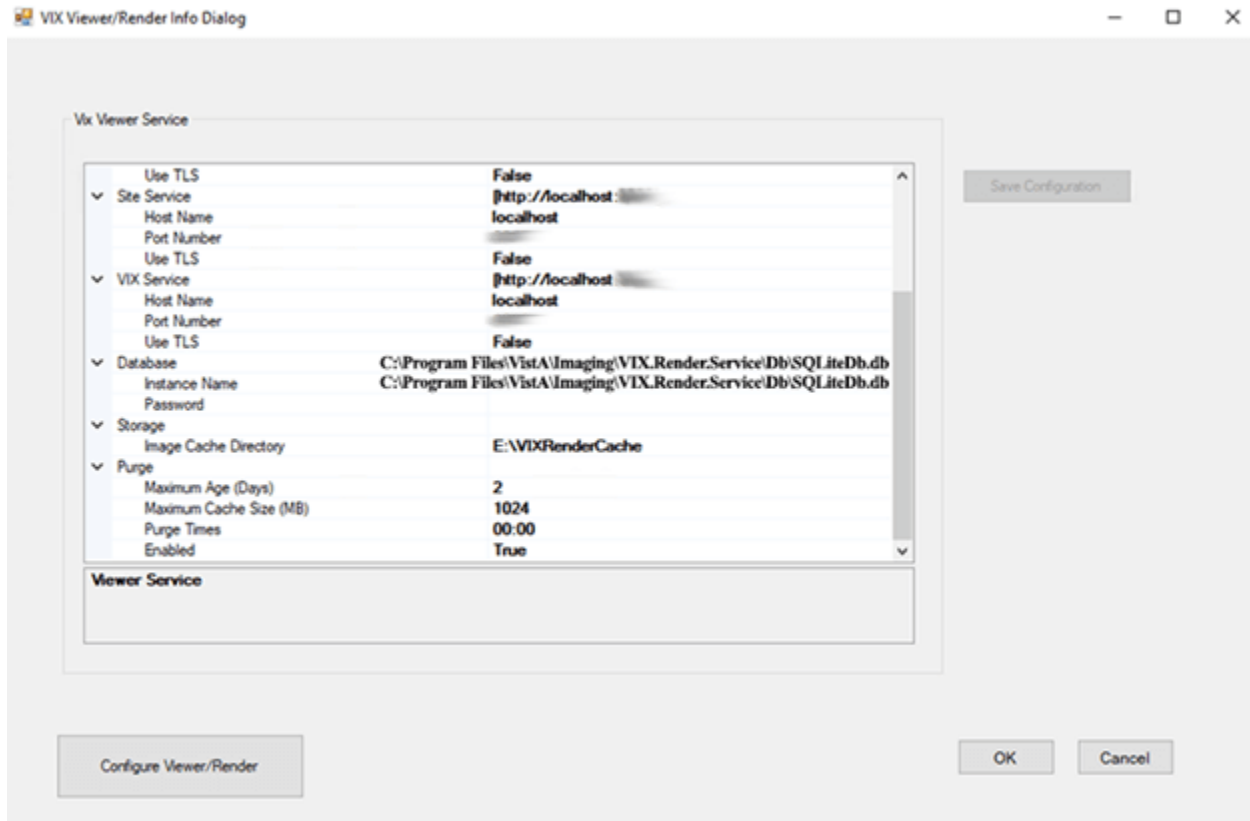 VIX Viewer/Render Info Dialog
Vix Viewer Service
Use TLS False
Site Service [http://localhost:
Host Name localhost
Port Number
Use TLS False
VIX Service [http://localhost
Host Name localhost
Port Number
Use TLS False
Database C:\Program Files\VistA\Imaging\VIX.Render.Service\Db\SQLiteDb.db
Instance Name C:\Program Files\VistA\Imaging\VIX.Render.Service\Db\SQLiteDb.db
Password
Storage
Image Cache Directory E:\VIXRenderCache
Purge
Maximum Age (Days) 2
Maximum Cache Size (MB) 1024
Purge Times 00:00
Enabled True
Viewer Service
Save Configuration
Configure Viewer/Render
OK Cancel